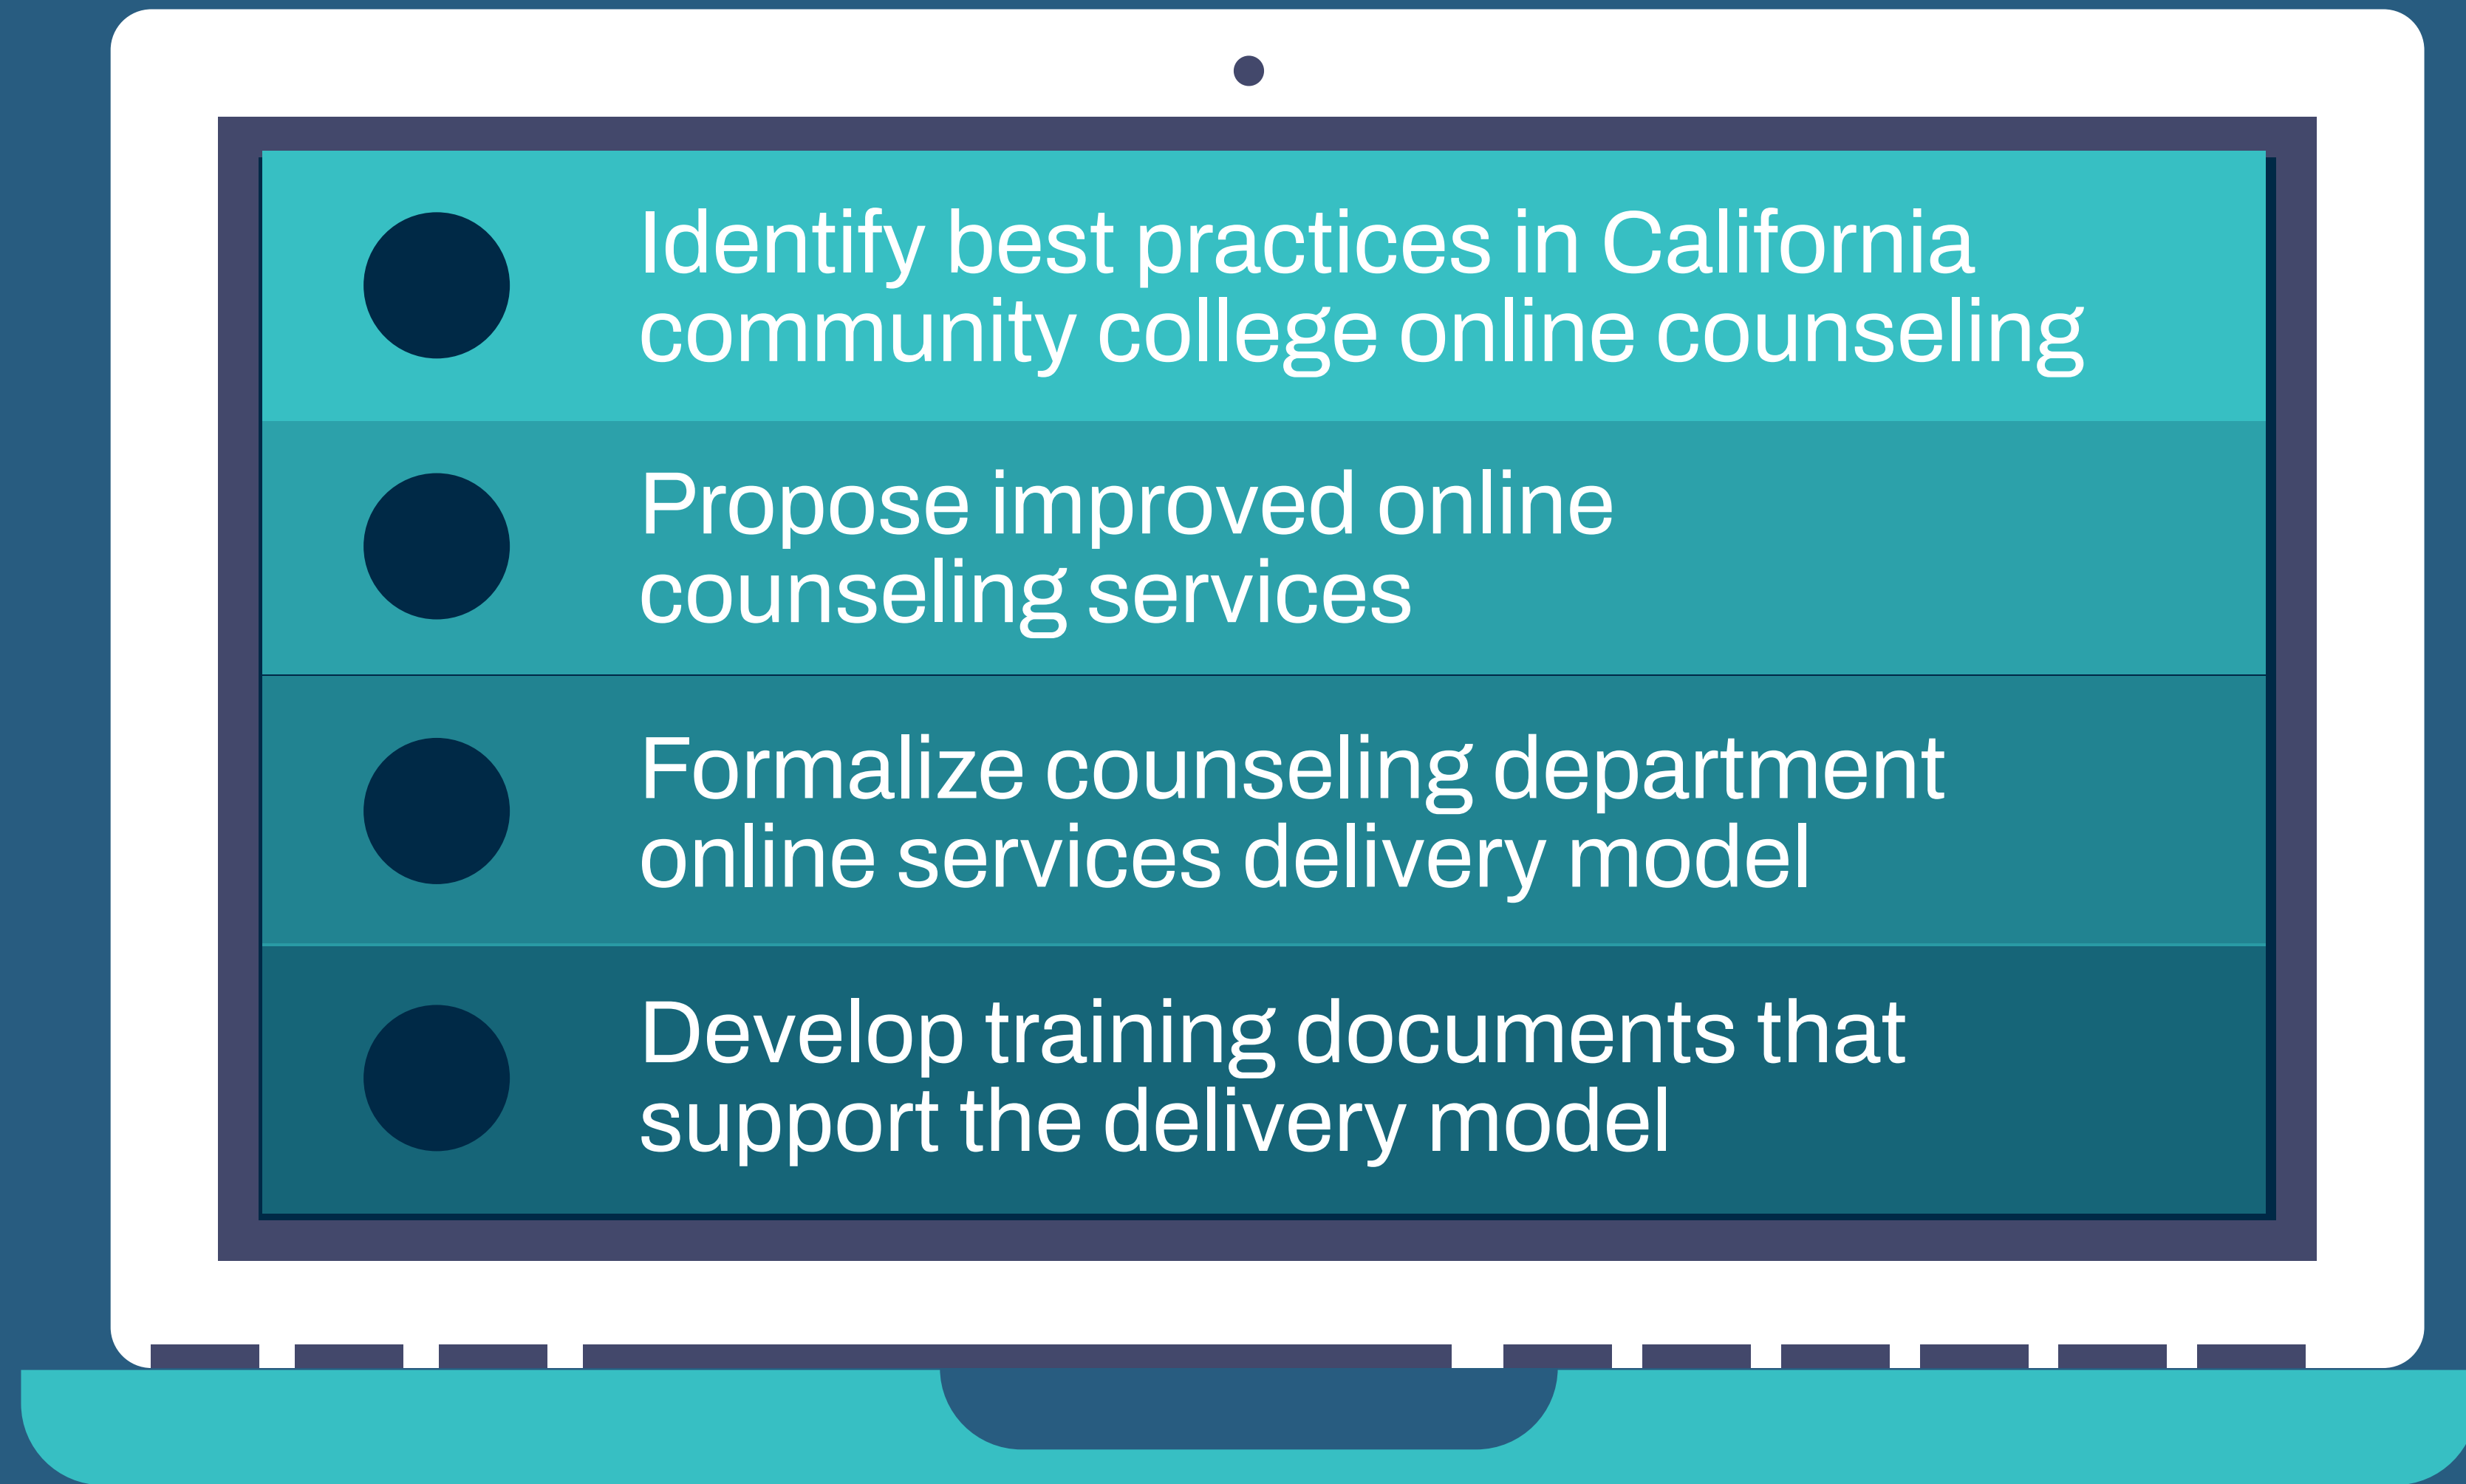 Identify best practices in California
community college online counseling
Propose improved online
counseling services
Formalize counseling department
online services delivery model
Develop training documents that
support the delivery model